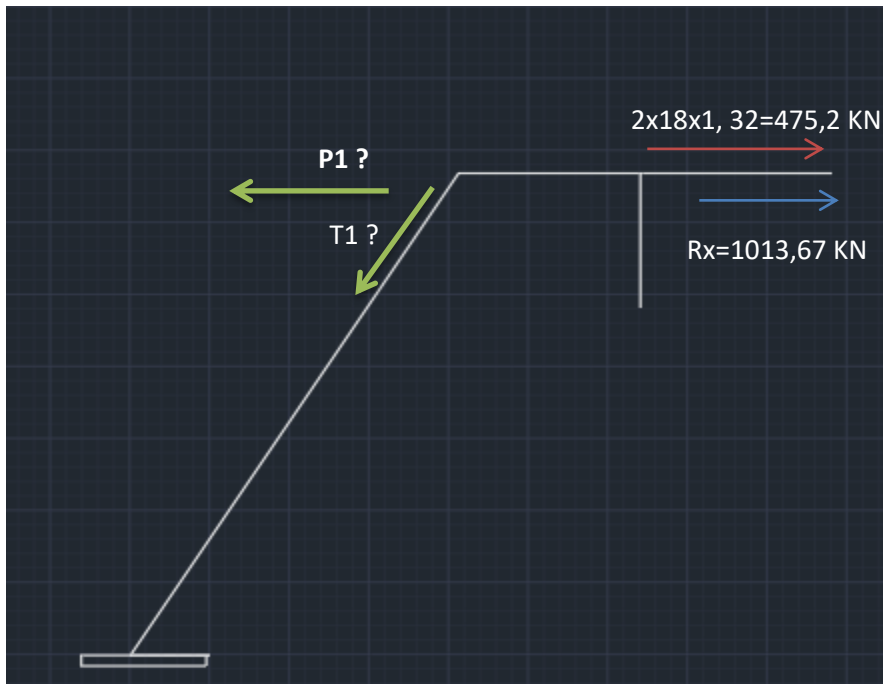 2x18x1, 32=475,2 KN
P1 ?
T1 ?
Rx=1013,67 KN